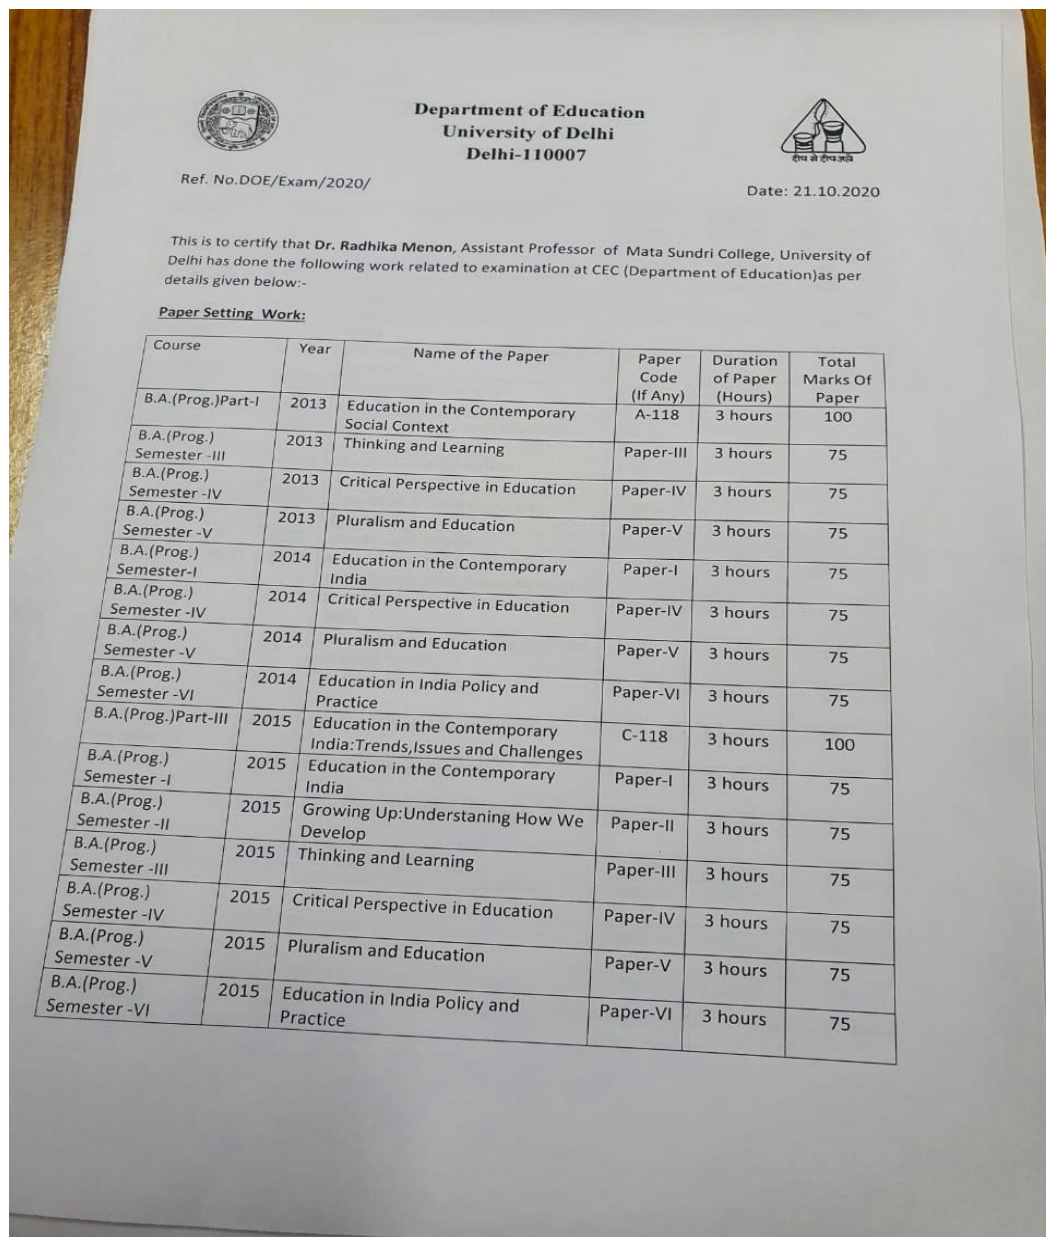 Department of Education
University of Delhi
Delhi-110007
दीप से दीप जले
Ref. No.DOE/Exam/2020/
Date: 21.10.2020
This is to certify that Dr. Radhika Menon, Assistant Professor of Mata Sundri College, University of
Delhi has done the following work related to examination at CEC (Department of Education)as per
details given below:-
Paper Setting Work:
Course Year Name of the Paper Paper Code (If Any) Duration of Paper (Hours) Total Marks Of Paper
B.A.(Prog.)Part-I 2013 Education in the Contemporary Social Context A-118 3 hours 100
B.A.(Prog.) Semester -III 2013 Thinking and Learning Paper-III 3 hours 75
B.A.(Prog.) Semester -IV 2013 Critical Perspective in Education Paper-IV 3 hours 75
B.A.(Prog.) Semester -V 2013 Pluralism and Education Paper-V 3 hours 75
B.A.(Prog.) Semester-I 2014 Education in the Contemporary India Paper-I 3 hours 75
B.A.(Prog.) Semester -IV 2014 Critical Perspective in Education Paper-IV 3 hours 75
B.A.(Prog.) Semester -V 2014 Pluralism and Education Paper-V 3 hours 75
B.A.(Prog.) Semester -VI 2014 Education in India Policy and Practice Paper-VI 3 hours 75
B.A.(Prog.)Part-III 2015 Education in the Contemporary India:Trends,Issues and Challenges C-118 3 hours 100
B.A.(Prog.) Semester -I 2015 Education in the Contemporary India Paper-I 3 hours 75
B.A.(Prog.) Semester -II 2015 Growing Up:Understaning How We Develop Paper-II 3 hours 75
B.A.(Prog.) Semester -III 2015 Thinking and Learning Paper-III 3 hours 75
B.A.(Prog.) Semester -IV 2015 Critical Perspective in Education Paper-IV 3 hours 75
B.A.(Prog.) Semester -V 2015 Pluralism and Education Paper-V 3 hours 75
B.A.(Prog.) Semester -VI 2015 Education in India Policy and Practice Paper-VI 3 hours 75